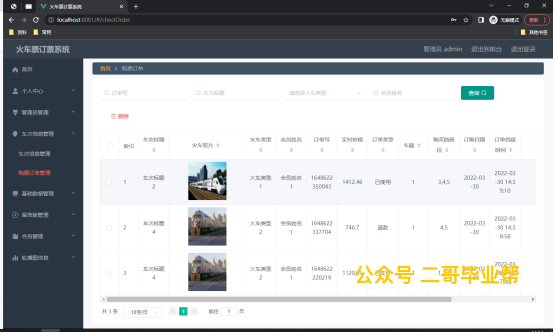 火车票订票系统
localhost:8081/#/checiOrder
无痕模式
更新
资料
常用
其他书签
火车票订票系统
管理员 admin
退出到前台
退出登录
首页
个人中心
管理员管理
车次信息管理
车次信息管理
购票订单管理
基础数据管理
留言板管理
会员管理
轮播图信息
首页 > 购票订单
订单号
车次标题
请选择火车类型
会员姓名
查询
删除
索引 车次标题 火车照片 火车类型 会员姓名 订单号 实付价格 订单类型 车厢 购买的座位 订购日期 订单创建时间
1 车次标题2 火车类型1 会员姓名1 1648622350043 1412.46 已使用 1 3,4,5 2022-03-30 2022-03-30 14:39:10
2 车次标题4 火车类型2 会员姓名1 1648622337704 746.7 退款 1 4,5 2022-03-30 2022-03-30 14:38:58
3 车次标题4 火车类型2 会员姓名1 1648622220219 1120.
公众号 二哥毕业帮
共 3 条
10条/页
1
前往 1 页